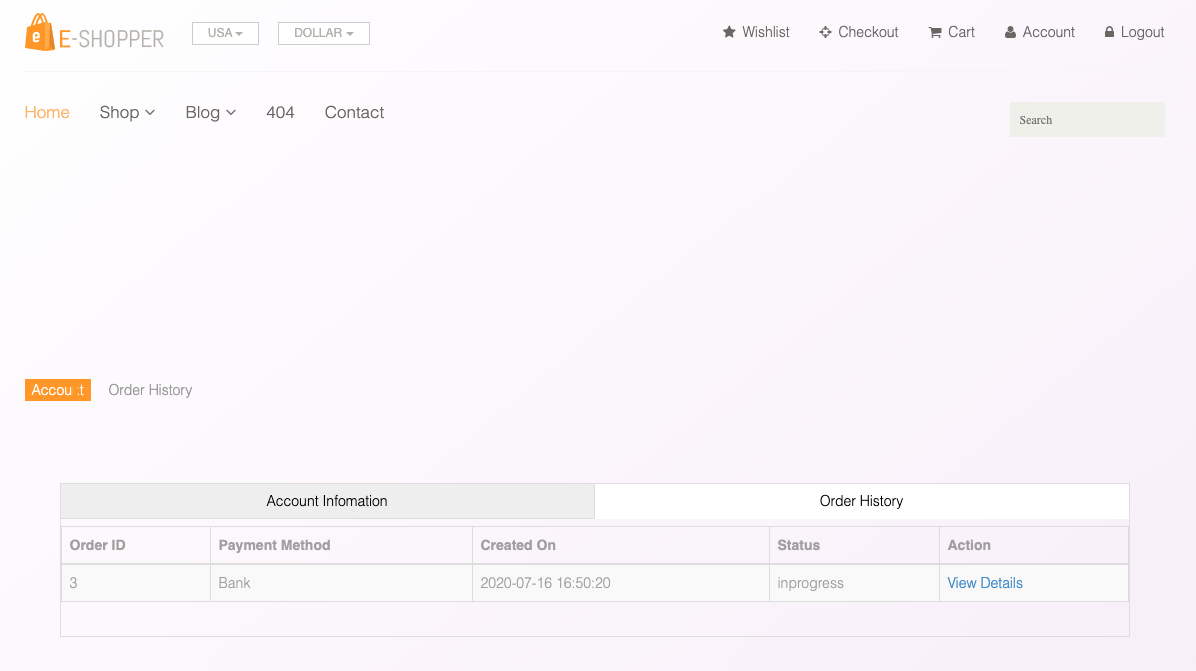 E-SHOPPER USA DOLLAR Wishlist Checkout Cart Account Logout
Home Shop Blog 404 Contact Search
Account Order History
Account Infomation Order History
Order ID Payment Method Created On Status Action
3 Bank 2020-07-16 16:50:20 inprogress View Details